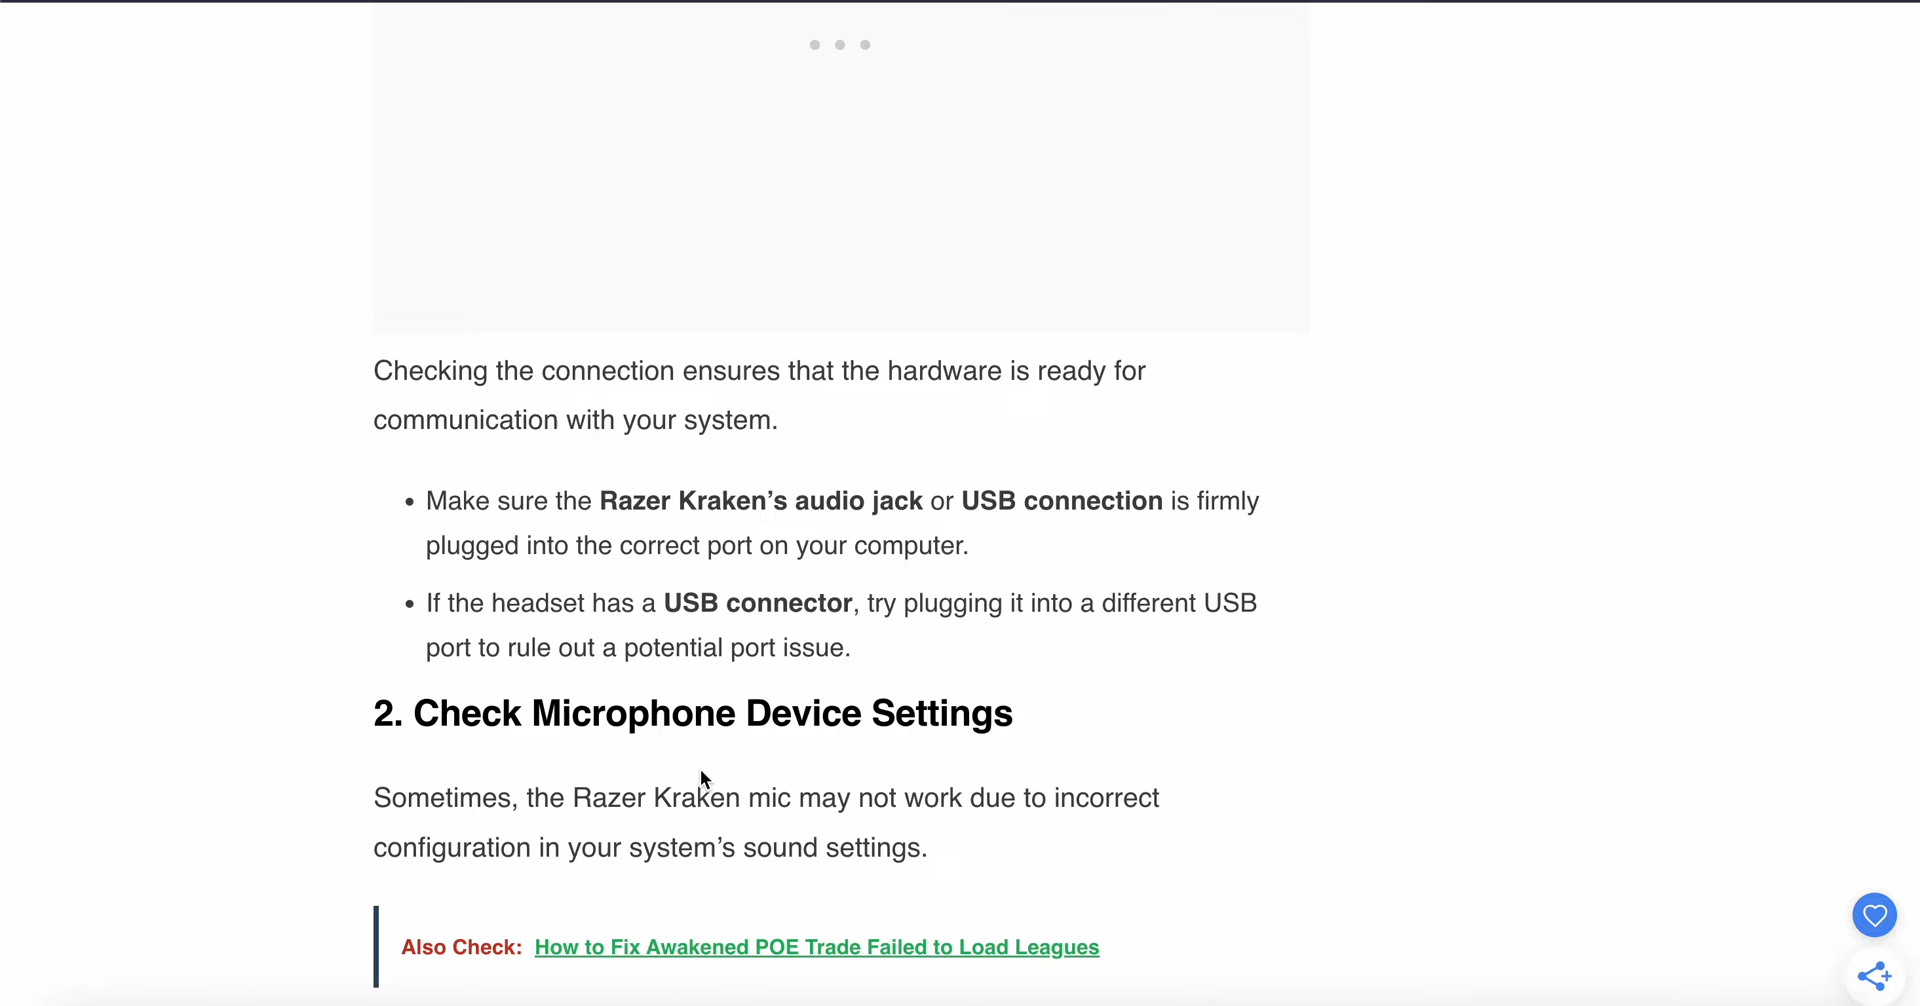 Checking the connection ensures that the hardware is ready for
communication with your system.
• Make sure the Razer Kraken’s audio jack or USB connection is firmly
plugged into the correct port on your computer.
• If the headset has a USB connector, try plugging it into a different USB
port to rule out a potential port issue.
2. Check Microphone Device Settings
Sometimes, the Razer Kraken mic may not work due to incorrect
configuration in your system’s sound settings.
Also Check: How to Fix Awakened POE Trade Failed to Load Leagues